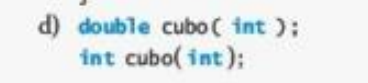 d) double cubo( int );
int cubo( int );